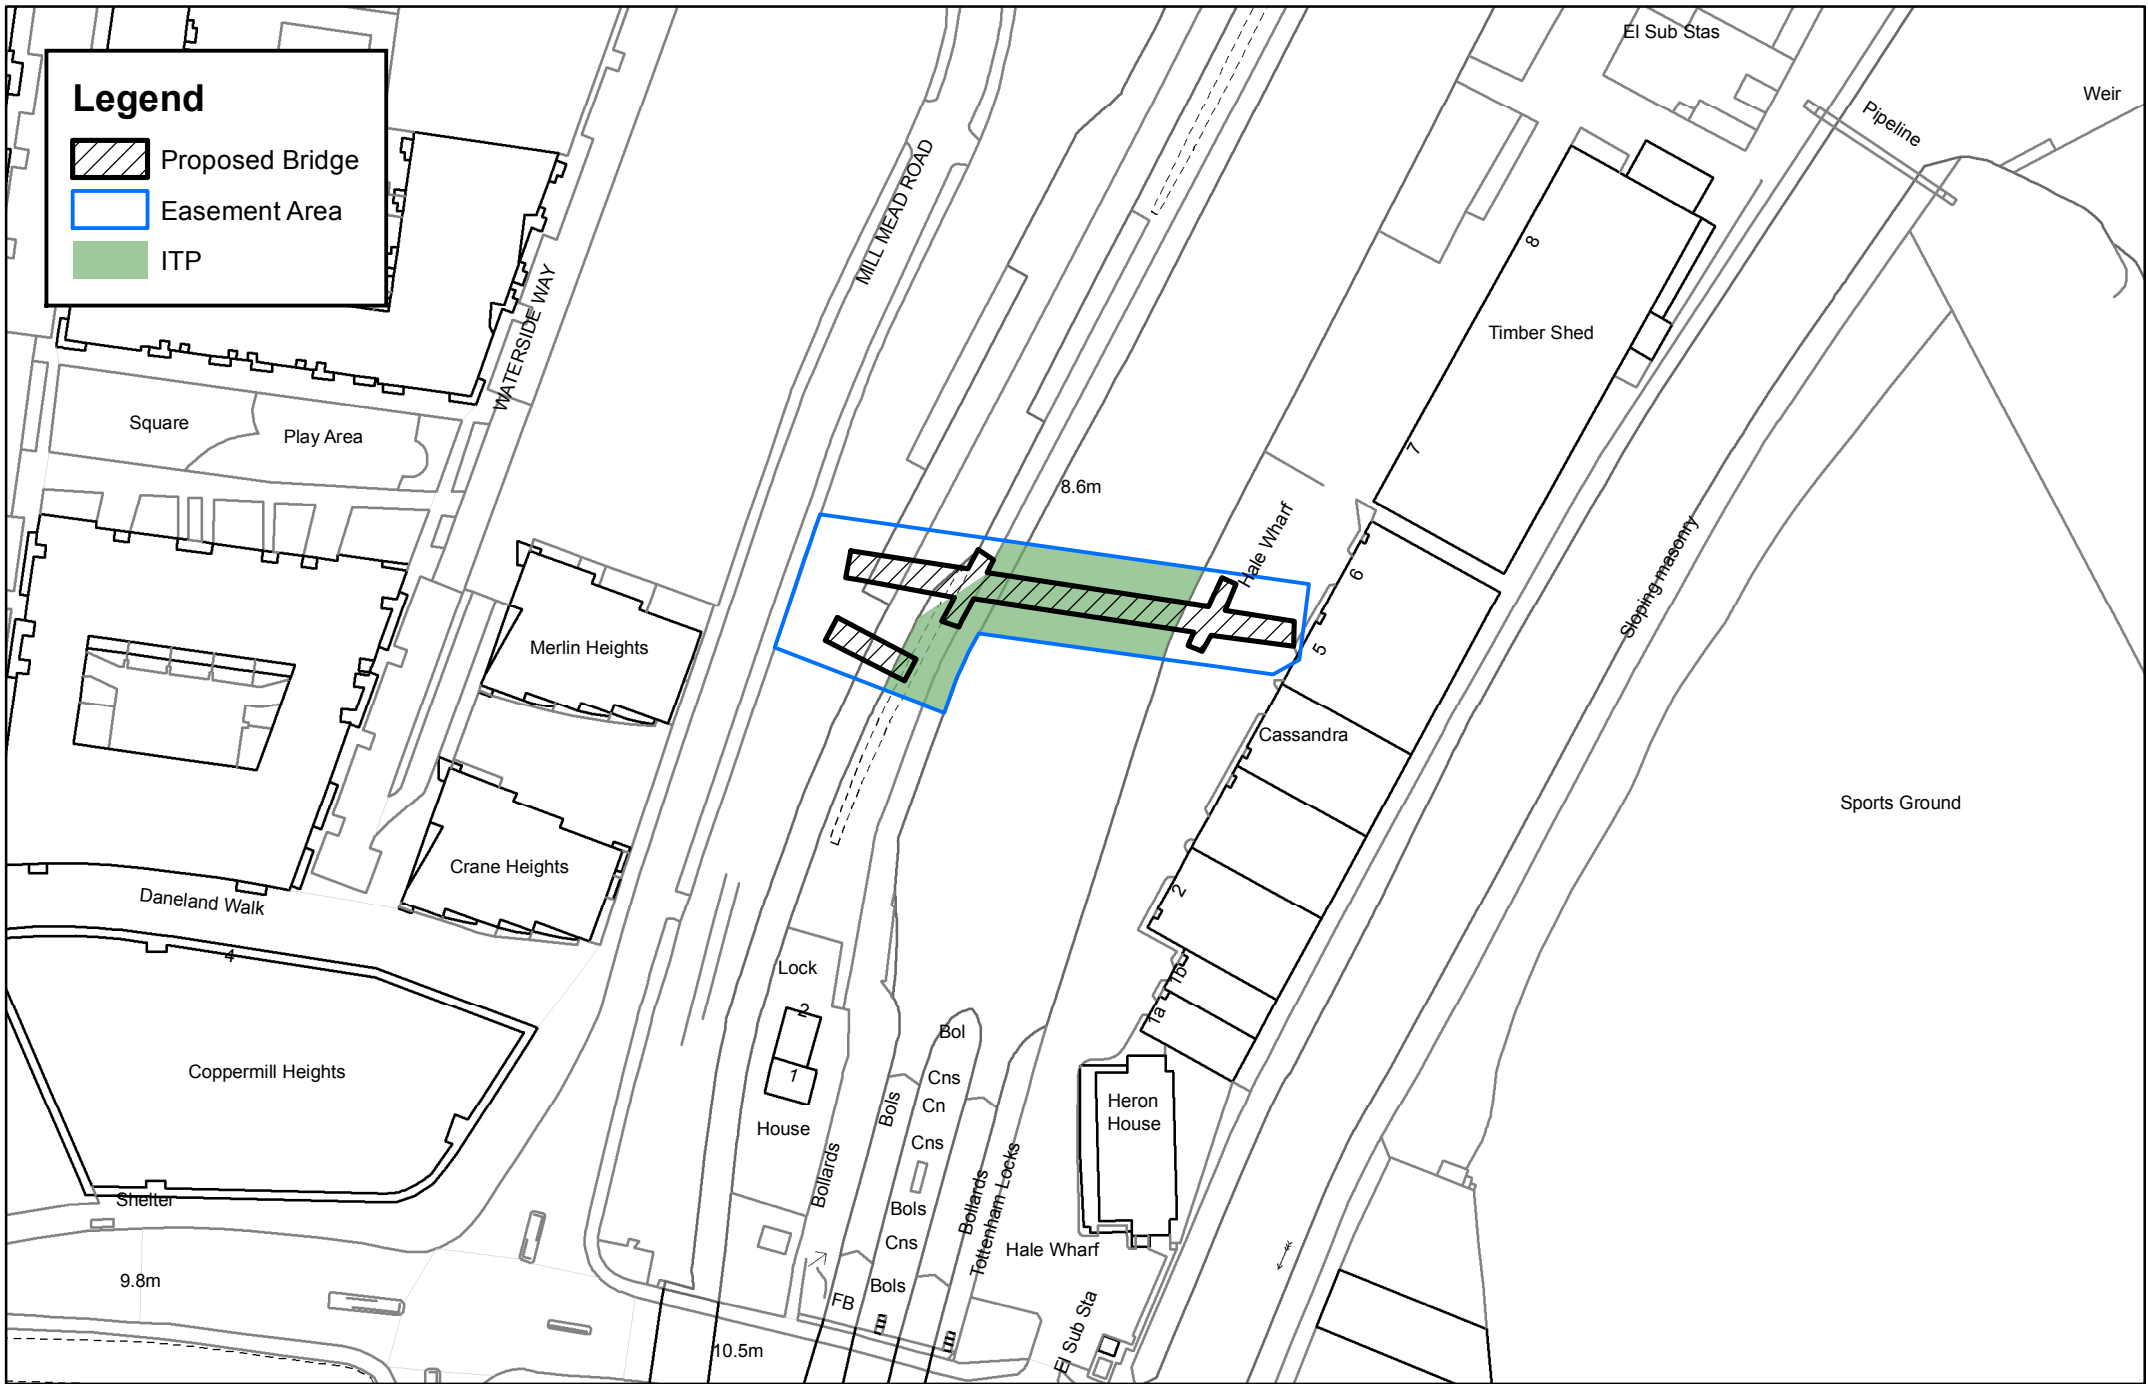 Legend
Proposed Bridge
Easement Area
ITP
El Sub Stas
Weir
Pipeline
MILL MEAD ROAD
WATERSIDE WAY
8
Timber Shed
7
Square
Play Area
8.6m
Hale Wharf
Sloping masonry
6
5
Merlin Heights
Cassandra
Sports Ground
Crane Heights
Daneland Walk
2
4
Lock
1b
2
1a
Bol
Coppermill Heights
1
Cns
Bols
Cn
Heron
House
House
Cns
Bollards
Shelter
Bols
Bollards
Tottenham Locks
Cns
Hale Wharf
9.8m
Bols
FB
El Sub Sta
10.5m